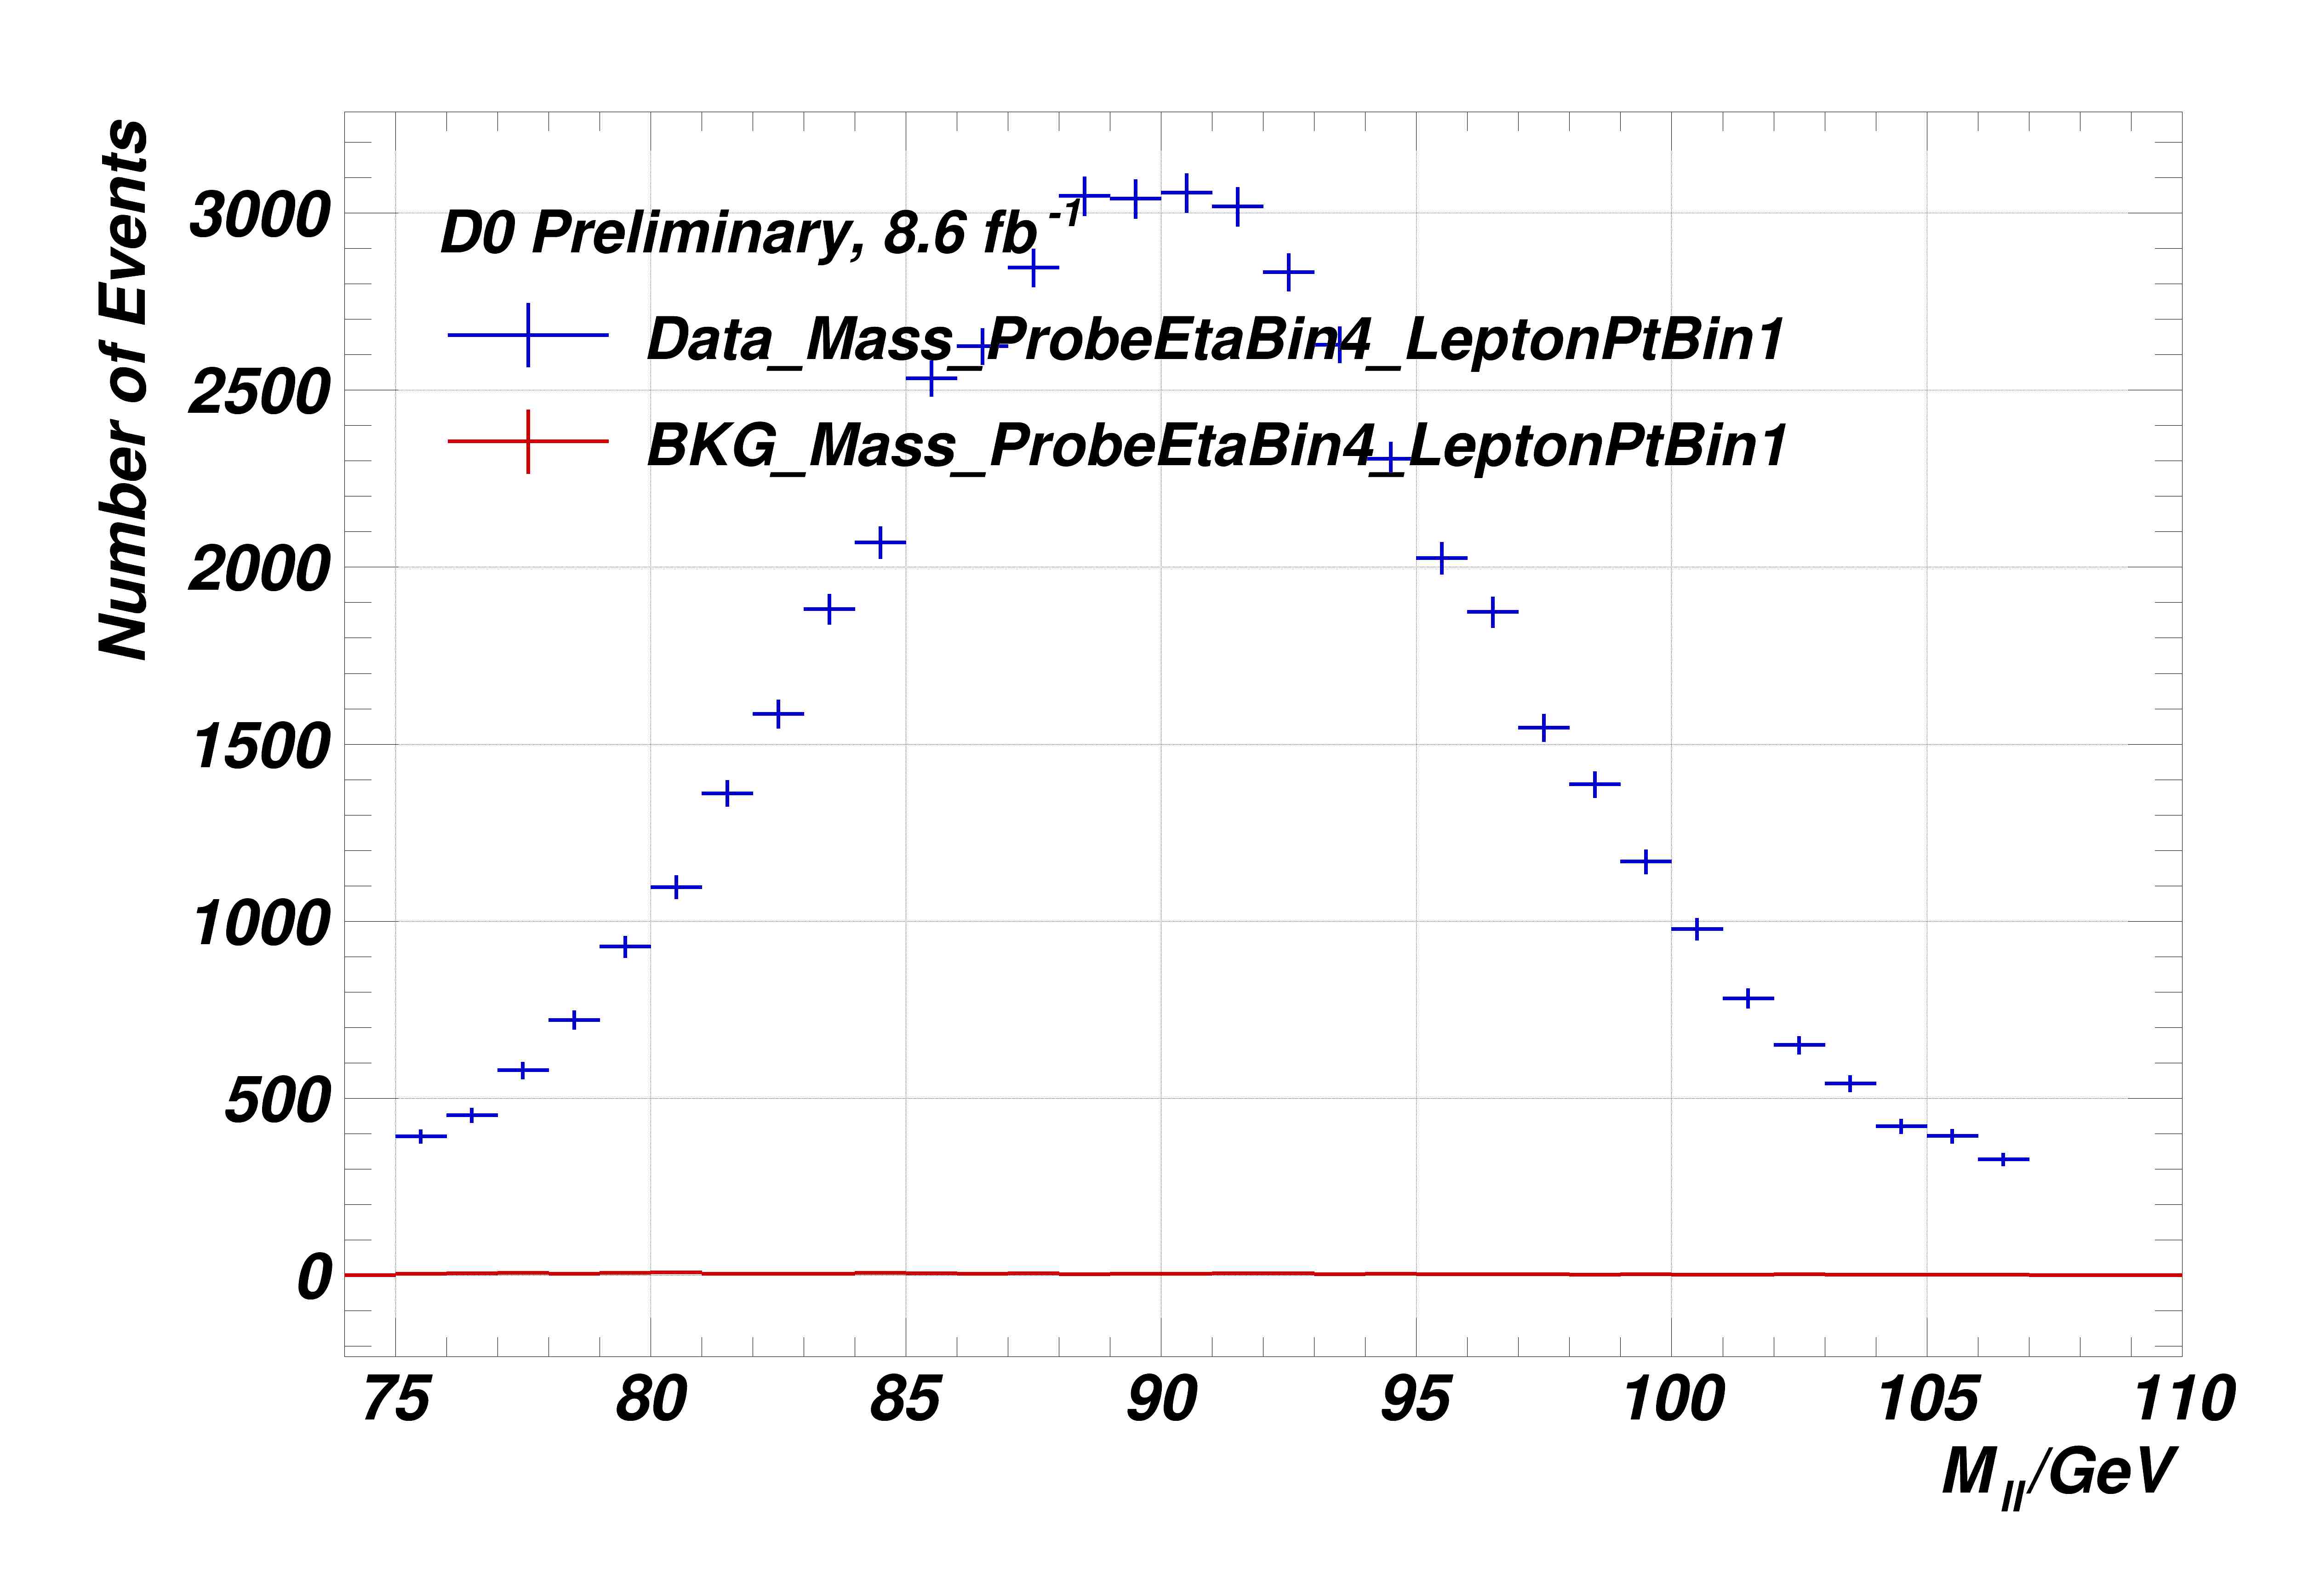 Number of Events
3000
2500
2000
1500
1000
500
0
D0 Preliminary, 8.6 fb-1
Data_Mass_ProbeEtaBin4_LeptonPtBin1
BKG_Mass_ProbeEtaBin4_LeptonPtBin1
75 80 85 90 95 100 105 110
M ll/GeV